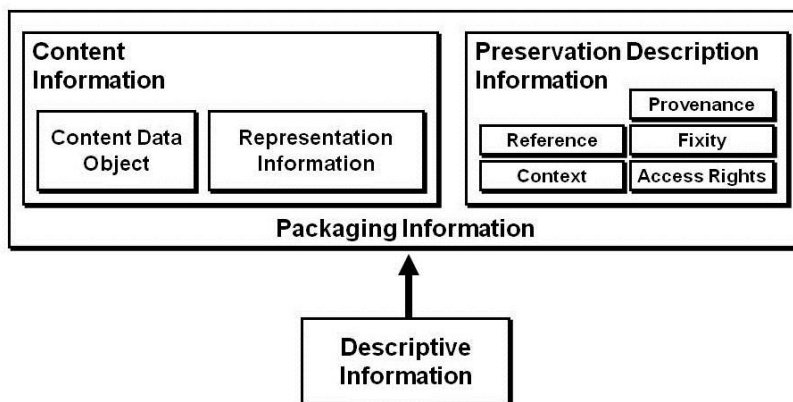 Content
Information
Content Data
Object
Representation
Information
Preservation Description
Information
Provenance
Reference
Fixity
Context
Access Rights
Packaging Information
Descriptive
Information